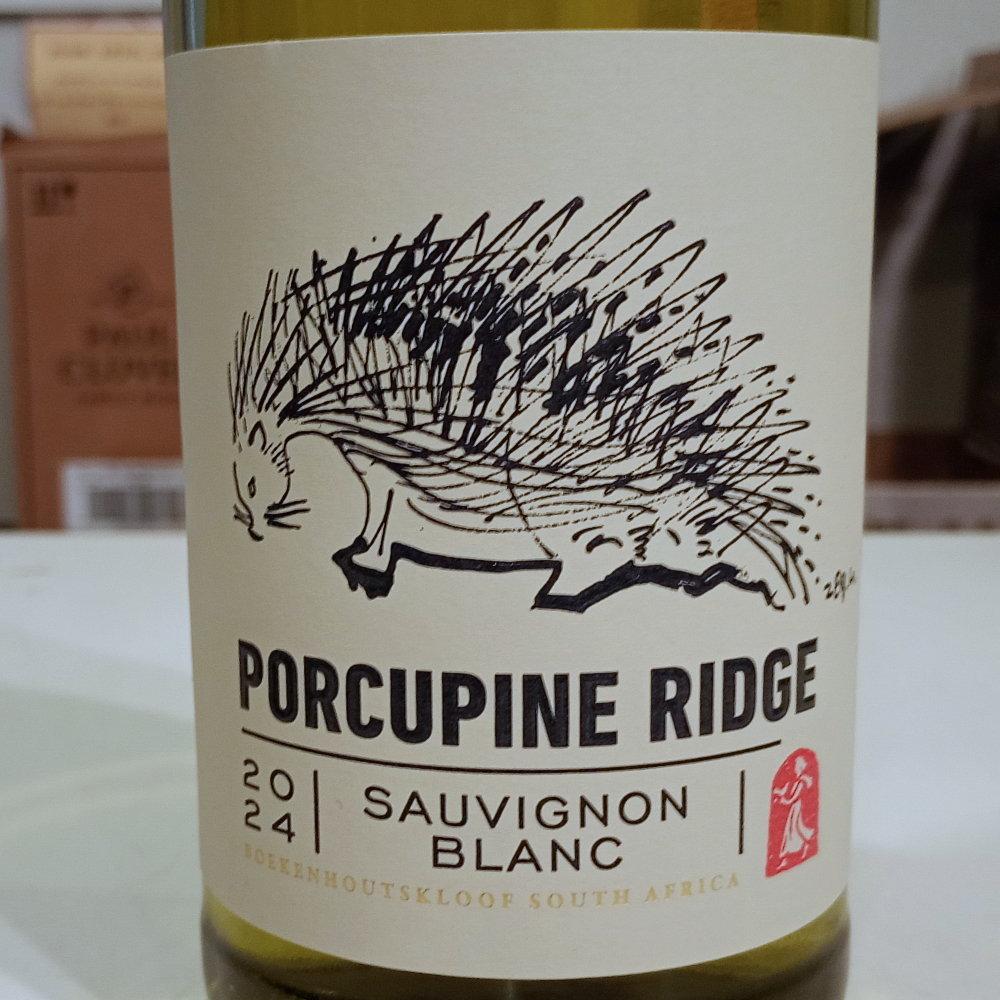 PORCUPINE RIDGE
20
24
SAUVIGNON
BLANC
BOEKENHOUTSKLOOF SOUTH AFRICA